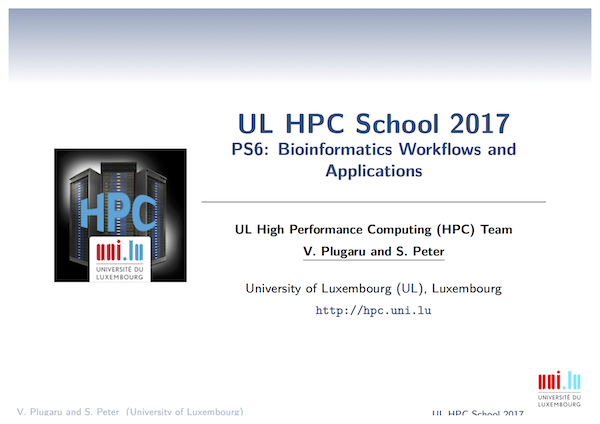 UL HPC School 2017
PS6: Bioinformatics Workflows and
Applications
HPC
uni.lu
UNIVERSITÉ DU
LUXEMBOURG
UL High Performance Computing (HPC) Team
V. Plugaru and S. Peter
University of Luxembourg (UL), Luxembourg
http://hpc.uni.lu
uni.lu
UNIVERSITÉ DU
LUXEMBOURG
V. Plugaru and S. Peter (University of Luxembourg)
UL HPC School 2017